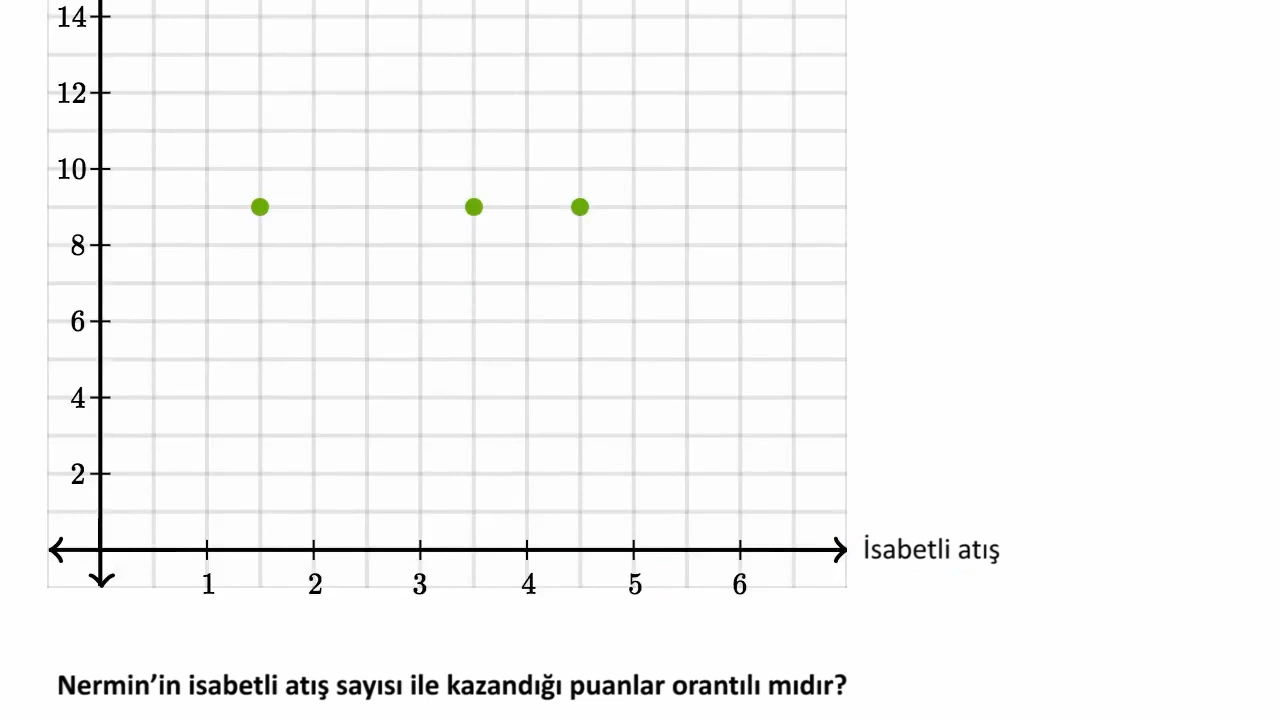 14
12
10
8
6
4
2
İsabetli atış
1 2 3 4 5 6
Nermin’in isabetli atış sayısı ile kazandığı puanlar orantılı mıdır?